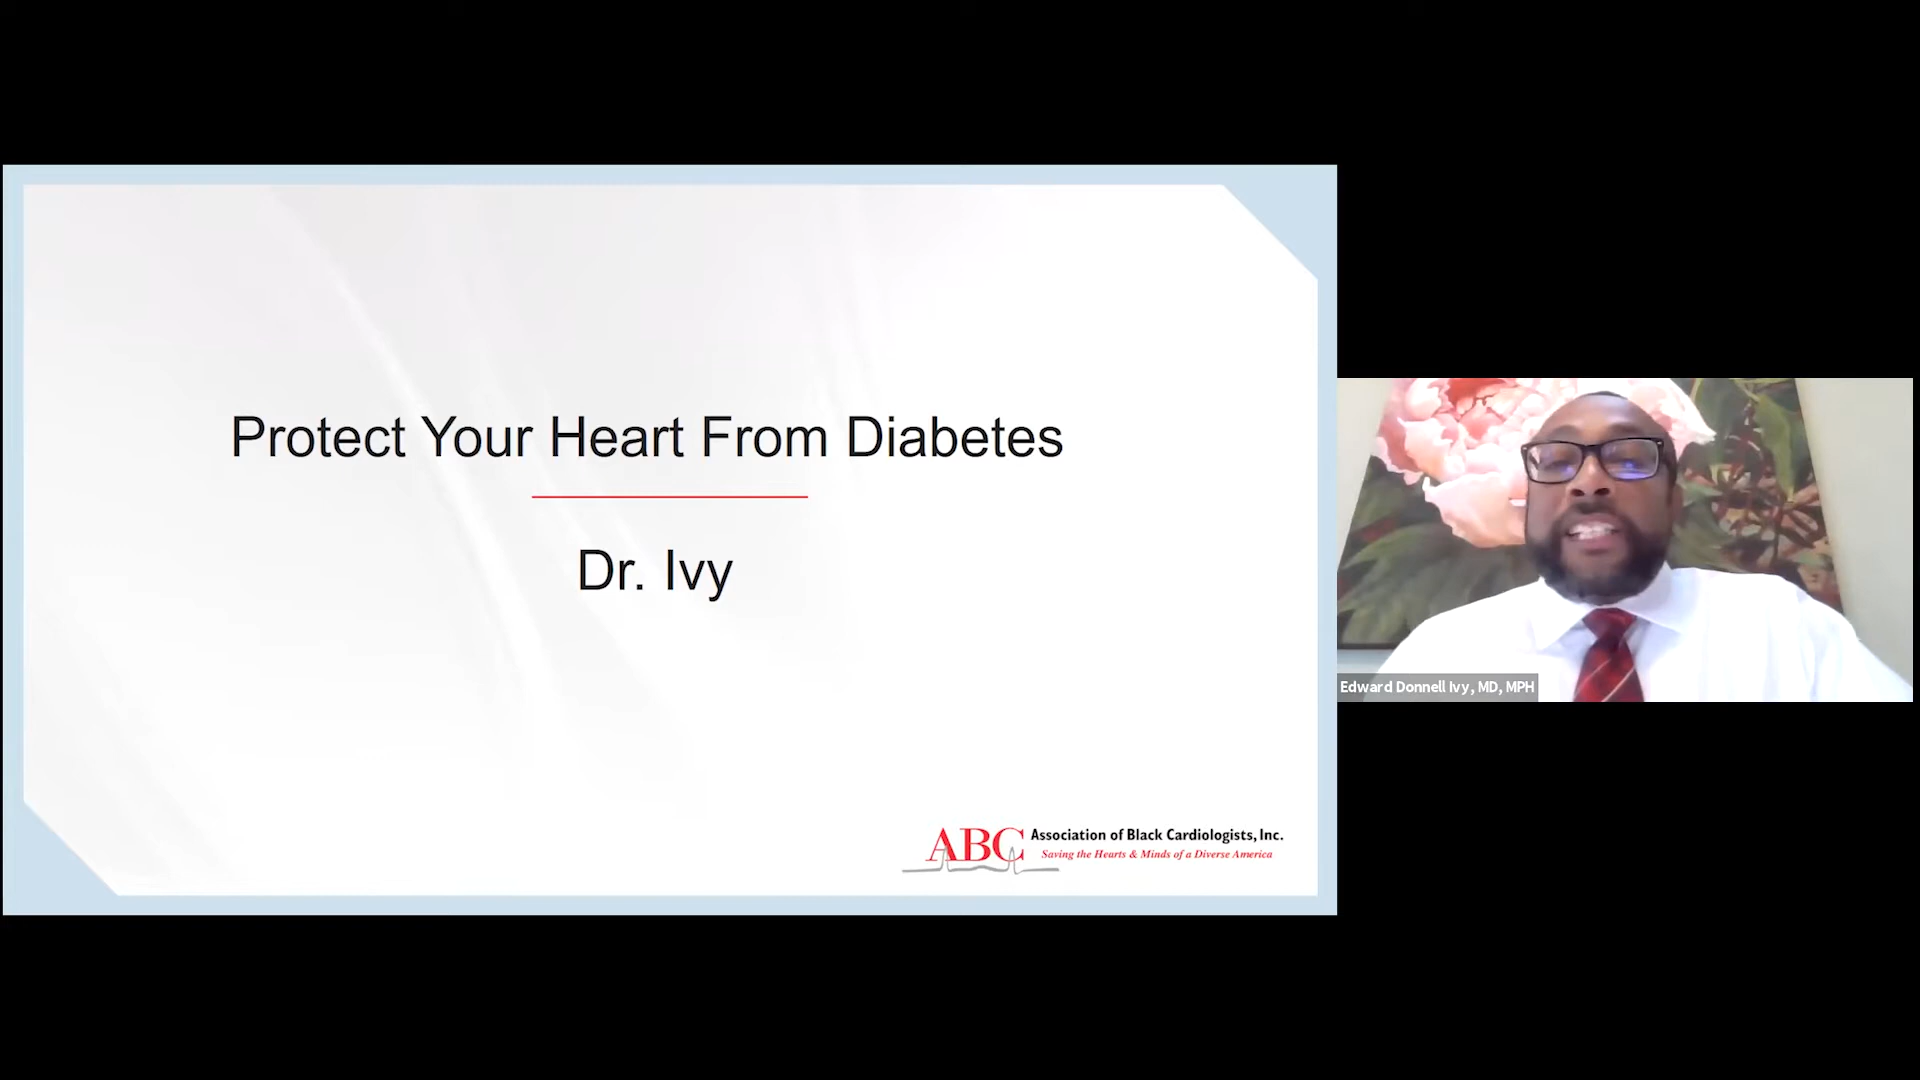 Protect Your Heart From Diabetes
Dr. Ivy
ABC Association of Black Cardiologists, Inc.
Saving the Hearts & Minds of a Diverse America
Edward Donnell Ivy, MD, MPH